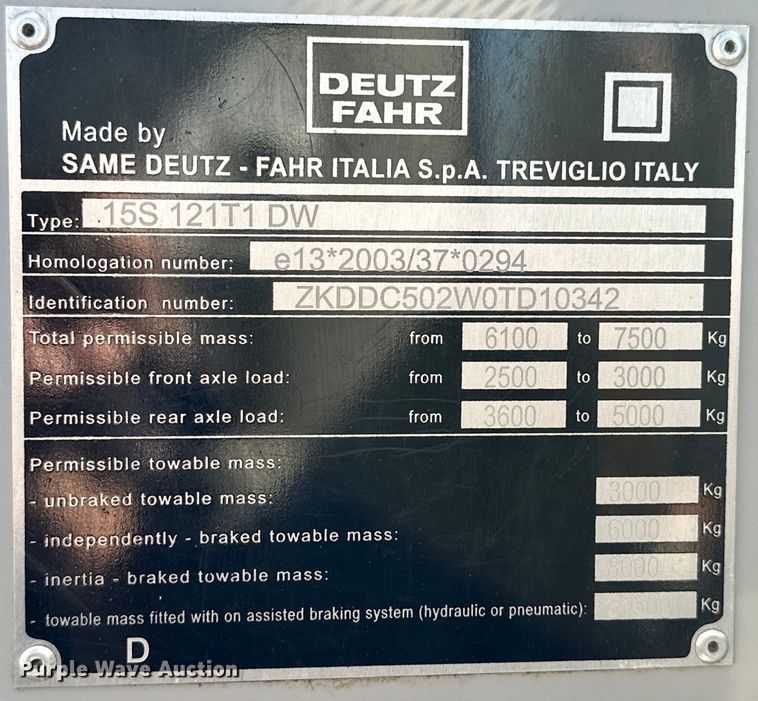 DEUTZ
FAHR
Made by
SAME DEUTZ - FAHR ITALIA S.p.A. TREVIGLIO ITALY
Type: 15S 121T1 DW
Homologation number: e13*2003/37*0294
Identification number: ZKDDC502W0TD10342
Total permissible mass: from 6100 to 7500 Kg
Permissible front axle load: from 2500 to 3000 Kg
Permissible rear axle load: from 3600 to 5000 Kg
Permissible towable mass:
- unbraked towable mass: 3000 Kg
- independently - braked towable mass: 6000 Kg
- inertia - braked towable mass: Kg
- towable mass fitted with on assisted braking system (hydraulic or pneumatic): Kg
D
Purple Wave Auction